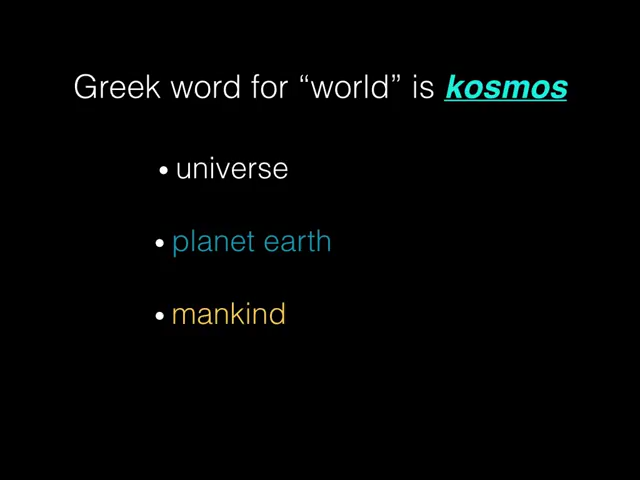 Greek word for “world” is kosmos
• universe
• planet earth
• mankind